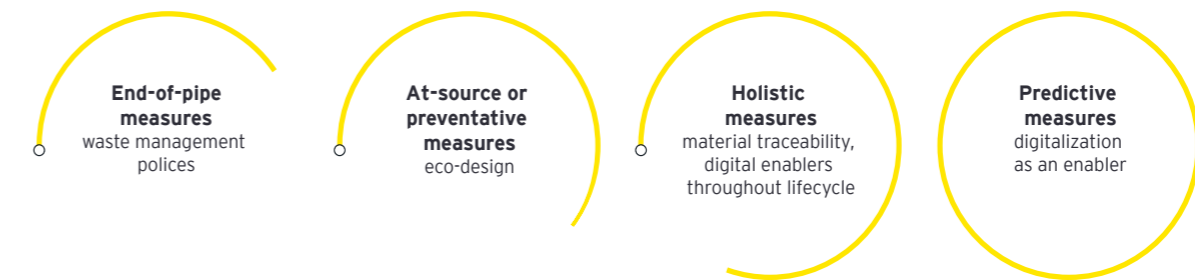 End-of-pipe
measures
waste management
polices
At-source or
preventative
measures
eco-design
Holistic
measures
material traceability,
digital enablers
throughout lifecycle
Predictive
measures
digitalization
as an enabler